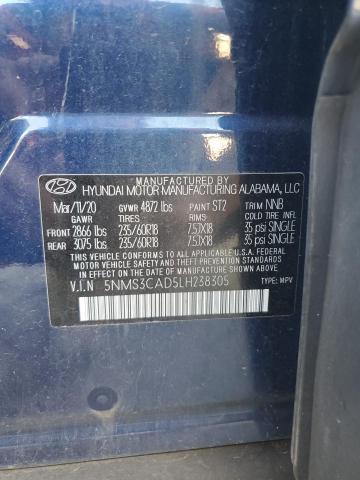 MANUFACTURED BY
HYUNDAI MOTOR MANUFACTURING ALABAMA, LLC
Mar/11/20 GVWR 4872 lbs PAINT ST2 TRIM NNB
GAWR TIRES RIMS COLD TIRE INF
FRONT 2866 lbs 235/60R18 7.5JX18 35 psi SINGLE
REAR 3075 lbs 235/60R18 7.5JX18 35 psi SINGLE
THIS VEHICLE CONFORMS TO ALL APPLICABLE U.S.A FEDERAL
MOTOR VEHICLE SAFETY, BUMPER, AND THEFT PREVENTION
STANDARDS IN EFFECT ON THE DATE OF MANUFACTURE SHOWN ABOVE.
V.I.N 5NMS3CAD5LH238305 TYPE: MPV